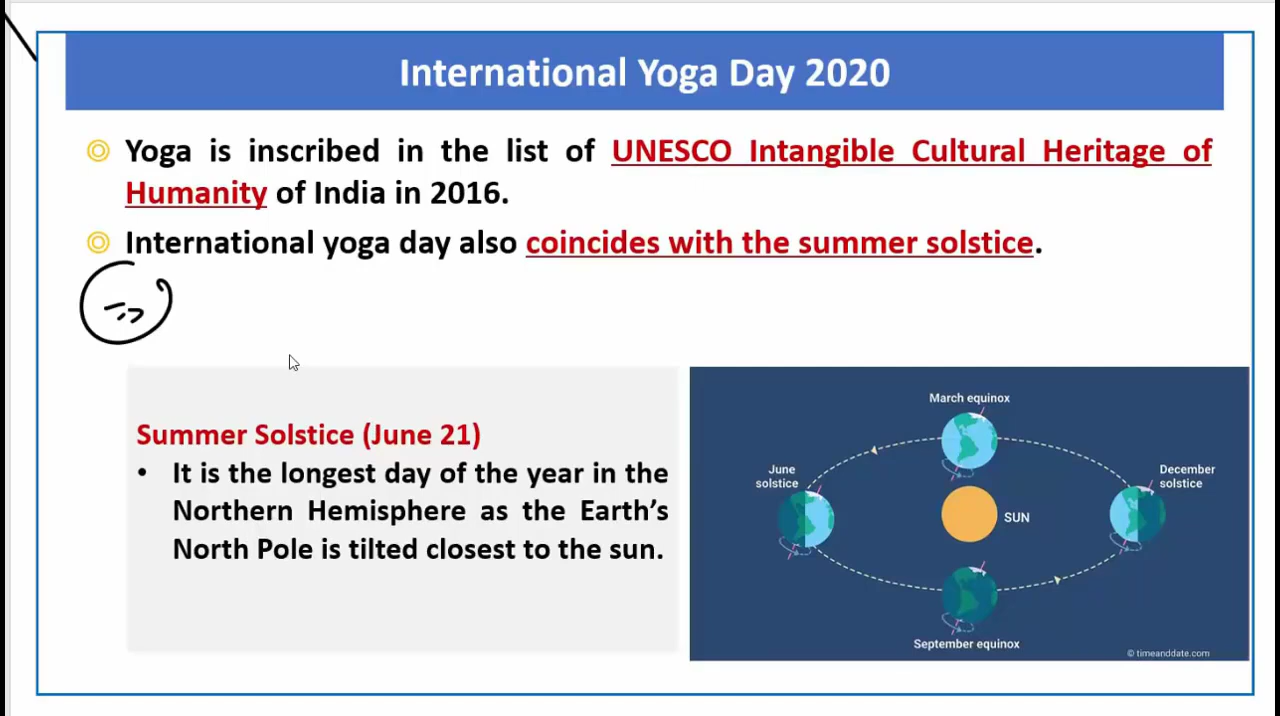 International Yoga Day 2020
Yoga is inscribed in the list of UNESCO Intangible Cultural Heritage of
Humanity of India in 2016.
International yoga day also coincides with the summer solstice.
Summer Solstice (June 21)
• It is the longest day of the year in the
Northern Hemisphere as the Earth's
North Pole is tilted closest to the sun.
March equinox
June
solstice
December
solstice
SUN
September equinox
© timeanddate.com